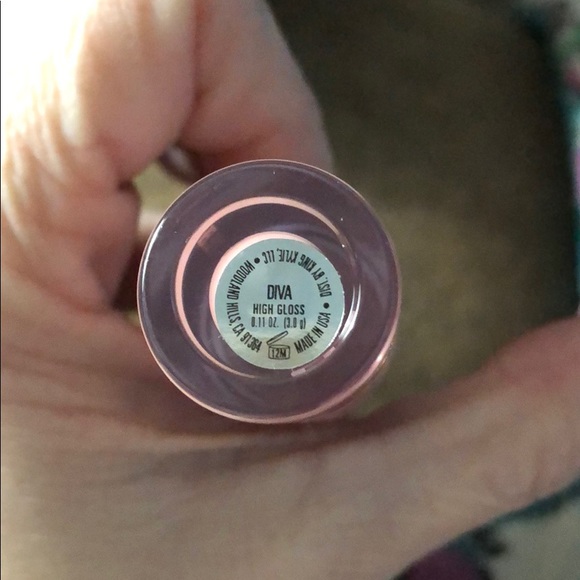 DIVA
HIGH GLOSS
0.11 OZ. (3.0 g)
12M
DIST. BY KING KYLIE, LLC • WOODLAND HILLS, CA 91364 • MADE IN USA •